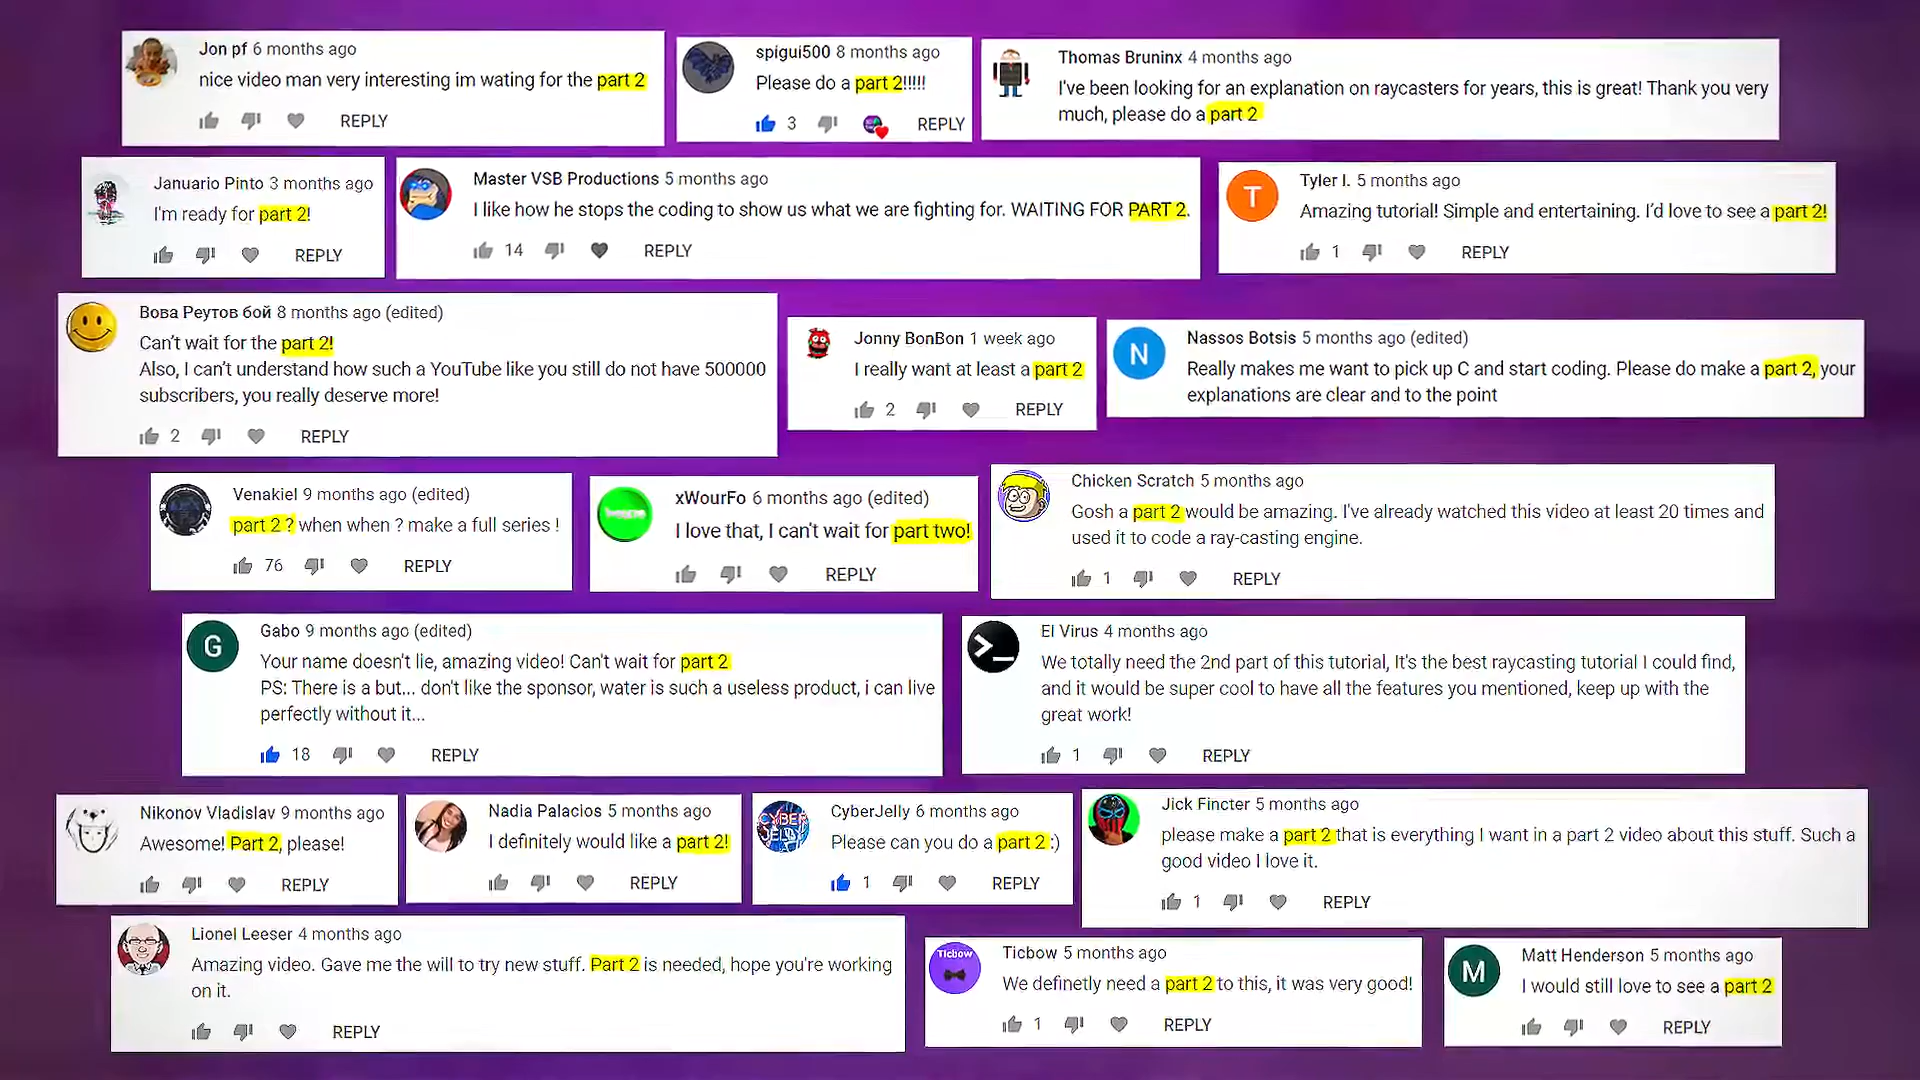 Jon pf 6 months ago
nice video man very interesting im wating for the part 2
REPLY
spigui500 8 months ago
Please do a part 2!!!!!
3 REPLY
Thomas Bruninx 4 months ago
I've been looking for an explanation on raycasters for years, this is great! Thank you very
much, please do a part 2
Januario Pinto 3 months ago
I'm ready for part 2!
REPLY
Master VSB Productions 5 months ago
I like how he stops the coding to show us what we are fighting for. WAITING FOR PART 2.
14 REPLY
T
Tyler I. 5 months ago
Amazing tutorial! Simple and entertaining. I'd love to see a part 2!
1 REPLY
Вова Реутов бой 8 months ago (edited)
Can't wait for the part 2!
Also, I can't understand how such a YouTube like you still do not have 500000
subscribers, you really deserve more!
2 REPLY
Jonny BonBon 1 week ago
I really want at least a part 2
2 REPLY
N
Nassos Botsis 5 months ago (edited)
Really makes me want to pick up C and start coding. Please do make a part 2, your
explanations are clear and to the point
Venakiel 9 months ago (edited)
part 2 ? when when ? make a full series !
76 REPLY
xWourFo 6 months ago (edited)
I love that, I can't wait for part two!
REPLY
Chicken Scratch 5 months ago
Gosh a part 2 would be amazing. I've already watched this video at least 20 times and
used it to code a ray-casting engine.
1 REPLY
G
Gabo 9 months ago (edited)
Your name doesn't lie, amazing video! Can't wait for part 2
PS: There is a but... don't like the sponsor, water is such a useless product, i can live
perfectly without it...
18 REPLY
>_
El Virus 4 months ago
We totally need the 2nd part of this tutorial, It's the best raycasting tutorial I could find,
and it would be super cool to have all the features you mentioned, keep up with the
great work!
1 REPLY
Nikonov Vladislav 9 months ago
Awesome! Part 2, please!
REPLY
Nadia Palacios 5 months ago
I definitely would like a part 2!
REPLY
CYBER
JELLY
CyberJelly 6 months ago
Please can you do a part 2 :)
1 REPLY
Jick Fincter 5 months ago
please make a part 2 that is everything I want in a part 2 video about this stuff. Such a
good video I love it.
1 REPLY
Lionel Leeser 4 months ago
Amazing video. Gave me the will to try new stuff. Part 2 is needed, hope you're working
on it.
REPLY
Ticbow
Ticbow 5 months ago
We definetly need a part 2 to this, it was very good!
1 REPLY
M
Matt Henderson 5 months ago
I would still love to see a part 2
REPLY